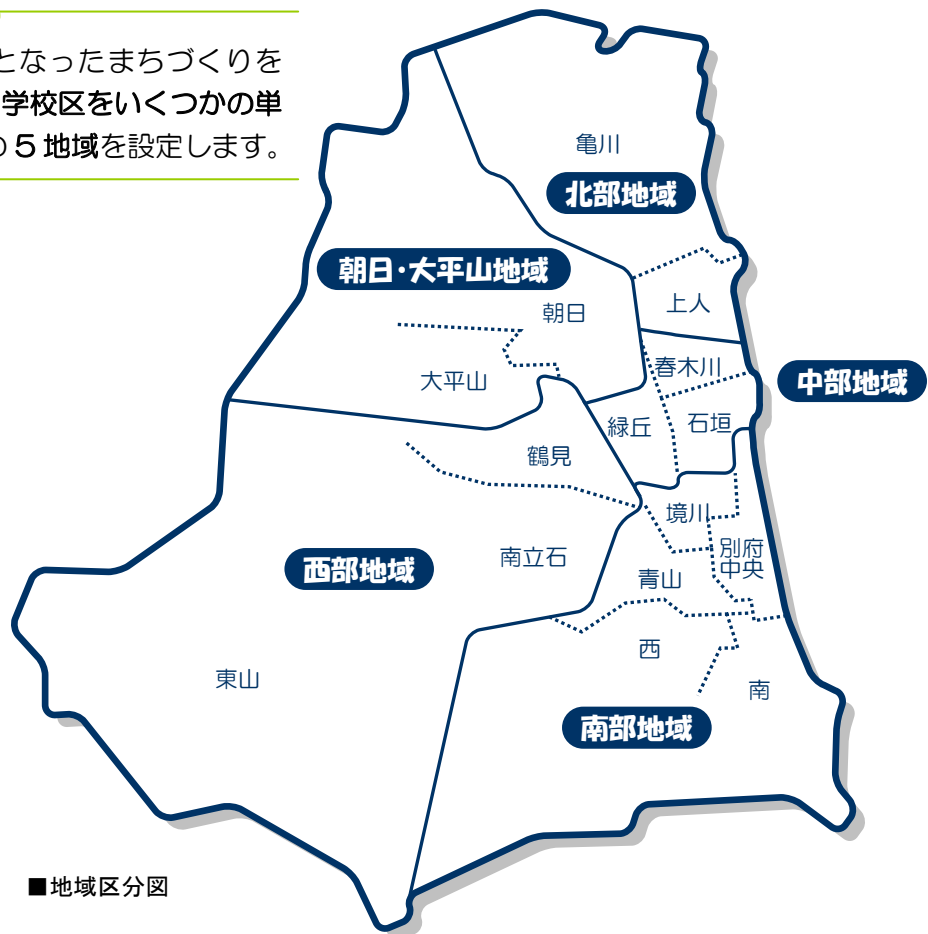 となったまちづくりを
学校区をいくつかの単
の5地域を設定します。
亀川
北部地域
朝日・大平山地域
上人
朝日
春木川
中部地域
大平山
石垣
緑丘
鶴見
境川
別府
中央
南立石
西部地域
青山
西
東山
南
南部地域
■地域区分図